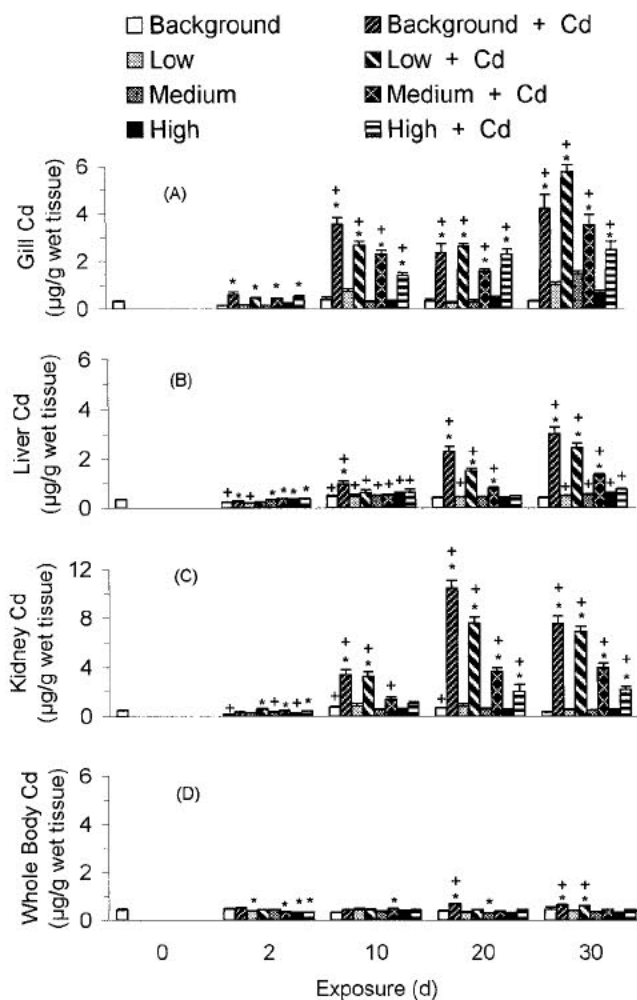 Background
Background + Cd
Low
Low + Cd
Medium
Medium + Cd
High
High + Cd
6
4
2
0
Gill Cd
(µg/g wet tissue)
(A)
6
4
2
0
Liver Cd
(µg/g wet tissue)
(B)
12
8
4
0
Kidney Cd
(µg/g wet tissue)
(C)
6
4
2
0
Whole Body Cd
(µg/g wet tissue)
(D)
0 2 10 20 30
Exposure (d)